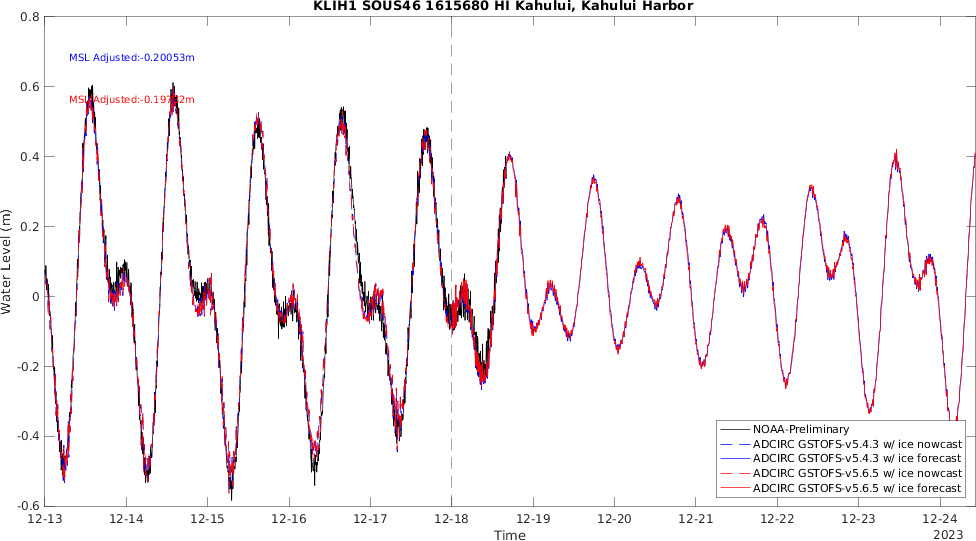 KLIH1 SOUS46 1615680 HI Kahului, Kahului Harbor
0.8
MSL Adjusted:-0.20053m
0.6
0.4
0.2
0
-0.2
-0.4
-0.6
Water Level (m)
NOAA-Preliminary
ADCIRC GSTOFS-v5.4.3 w/ ice nowcast
ADCIRC GSTOFS-v5.4.3 w/ ice forecast
ADCIRC GSTOFS-v5.6.5 w/ ice nowcast
ADCIRC GSTOFS-v5.6.5 w/ ice forecast
12-13 12-14 12-15 12-16 12-17 12-18 12-19 12-20 12-21 12-22 12-23 12-24
Time
2023